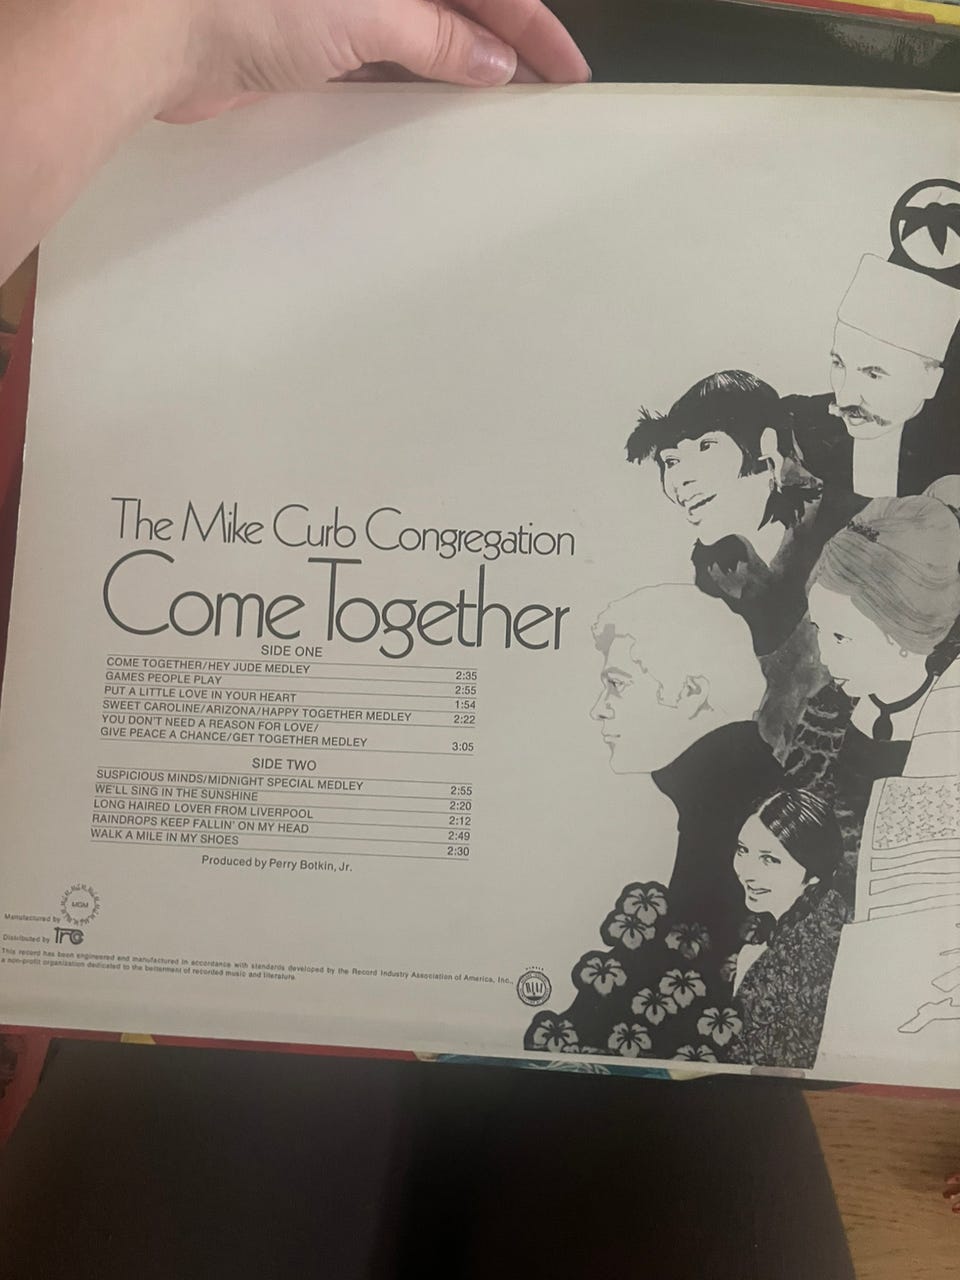 The Mike Curb Congregation
Come Together
SIDE ONE
COME TOGETHER/HEY JUDE MEDLEY 2:35
GAMES PEOPLE PLAY 2:55
PUT A LITTLE LOVE IN YOUR HEART 1:54
SWEET CAROLINE/ARIZONA/HAPPY TOGETHER MEDLEY 2:22
YOU DON'T NEED A REASON FOR LOVE/
GIVE PEACE A CHANCE/GET TOGETHER MEDLEY 3:05
SIDE TWO
SUSPICIOUS MINDS/MIDNIGHT SPECIAL MEDLEY 2:55
WE'LL SING IN THE SUNSHINE 2:20
LONG HAIRED LOVER FROM LIVERPOOL 2:12
RAINDROPS KEEP FALLIN' ON MY HEAD 2:49
WALK A MILE IN MY SHOES 2:30
Produced by Perry Botkin, Jr.
Manufactured by MGM
Distributed by TRC
This record has been engineered and manufactured in accordance with standards developed by the Record Industry Association of America, Inc.,
a non-profit organization dedicated to the betterment of recorded music and literature.
RIAA